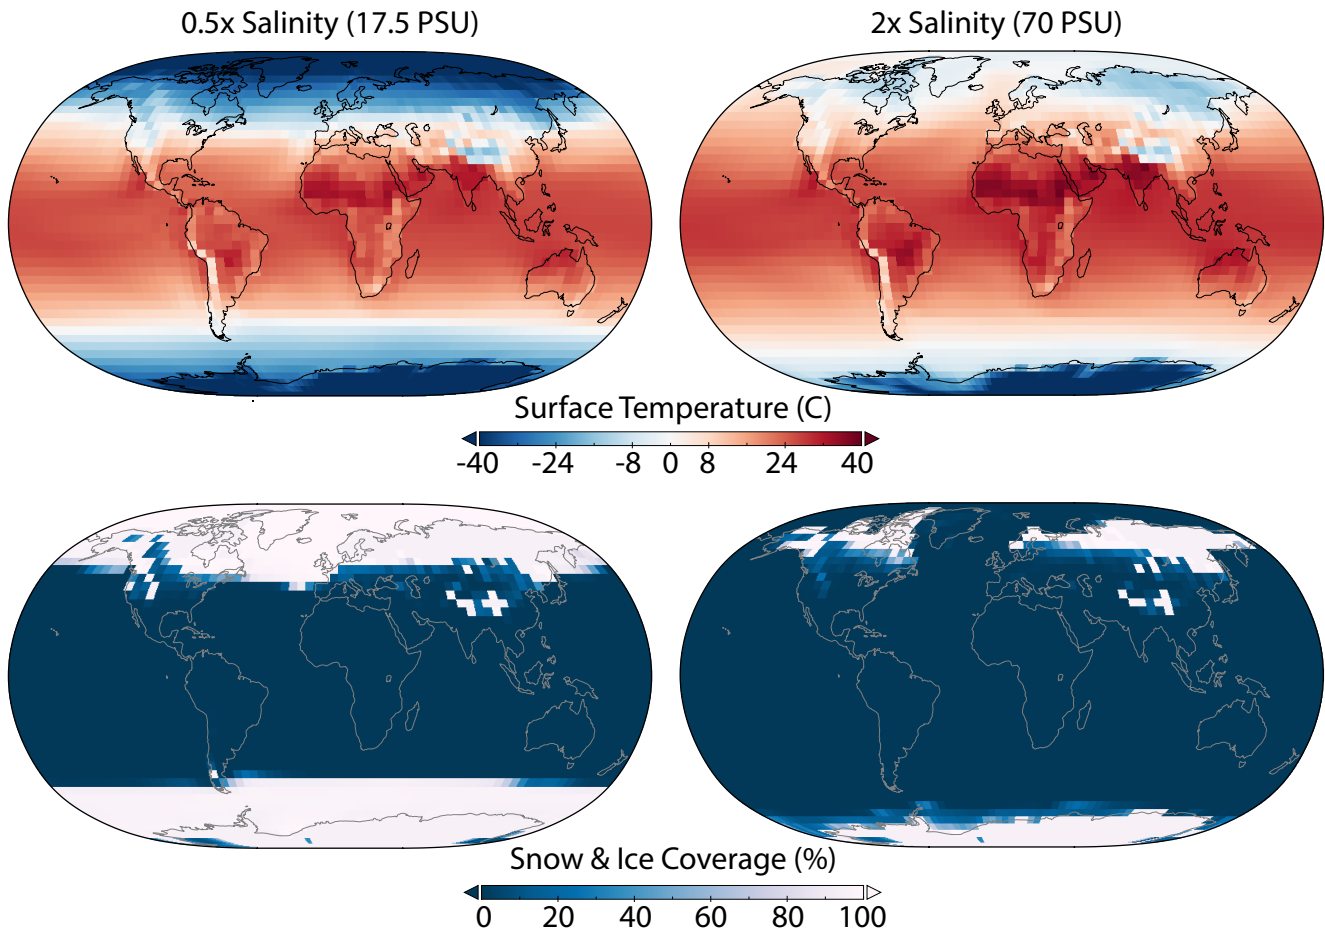 0.5x Salinity (17.5 PSU)
2x Salinity (70 PSU)
Surface Temperature (C)
-40 -24 -8 0 8 24 40
Snow & Ice Coverage (%)
0 20 40 60 80 100